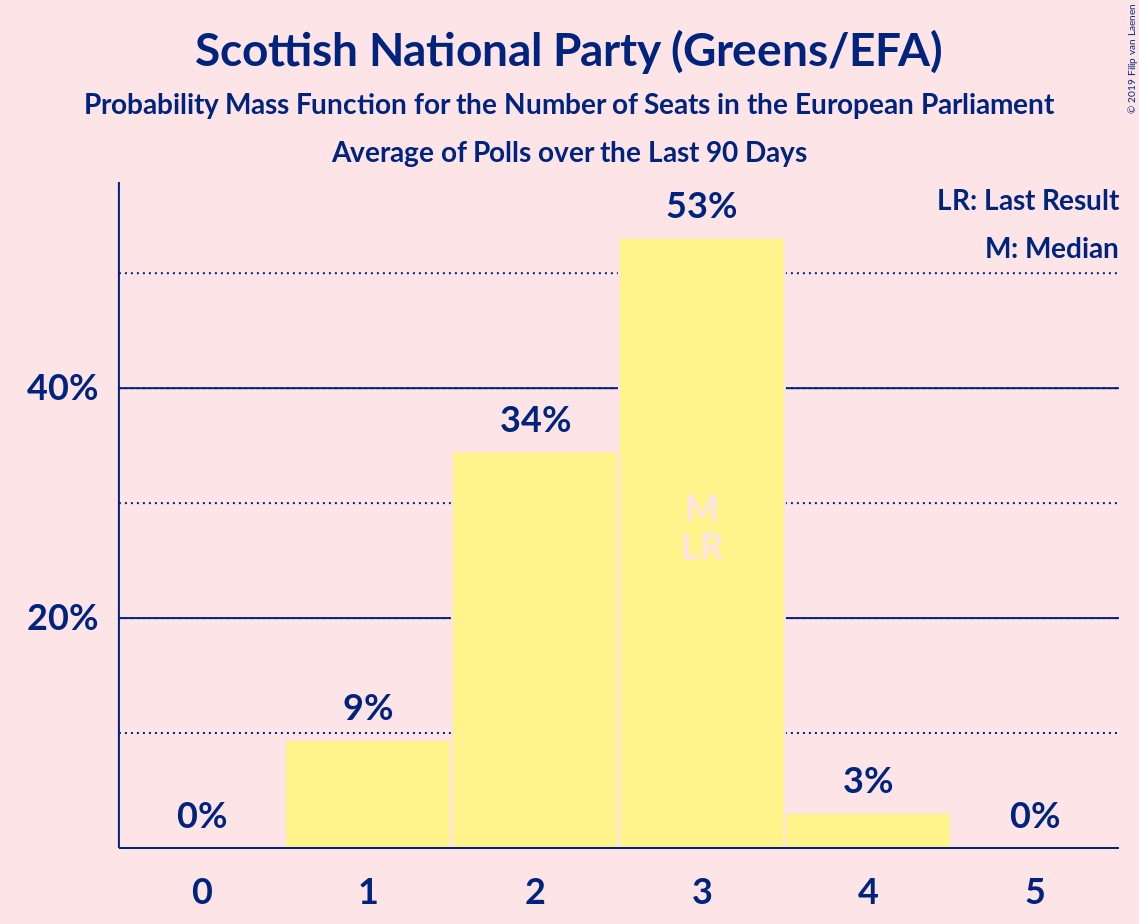 Scottish National Party (Greens/EFA)
Probability Mass Function for the Number of Seats in the European Parliament
Average of Polls over the Last 90 Days
© 2019 Filip van Laenen
LR: Last Result
M: Median
53%
40%
34%
M
LR
20%
9%
3%
0%
0%
0 1 2 3 4 5